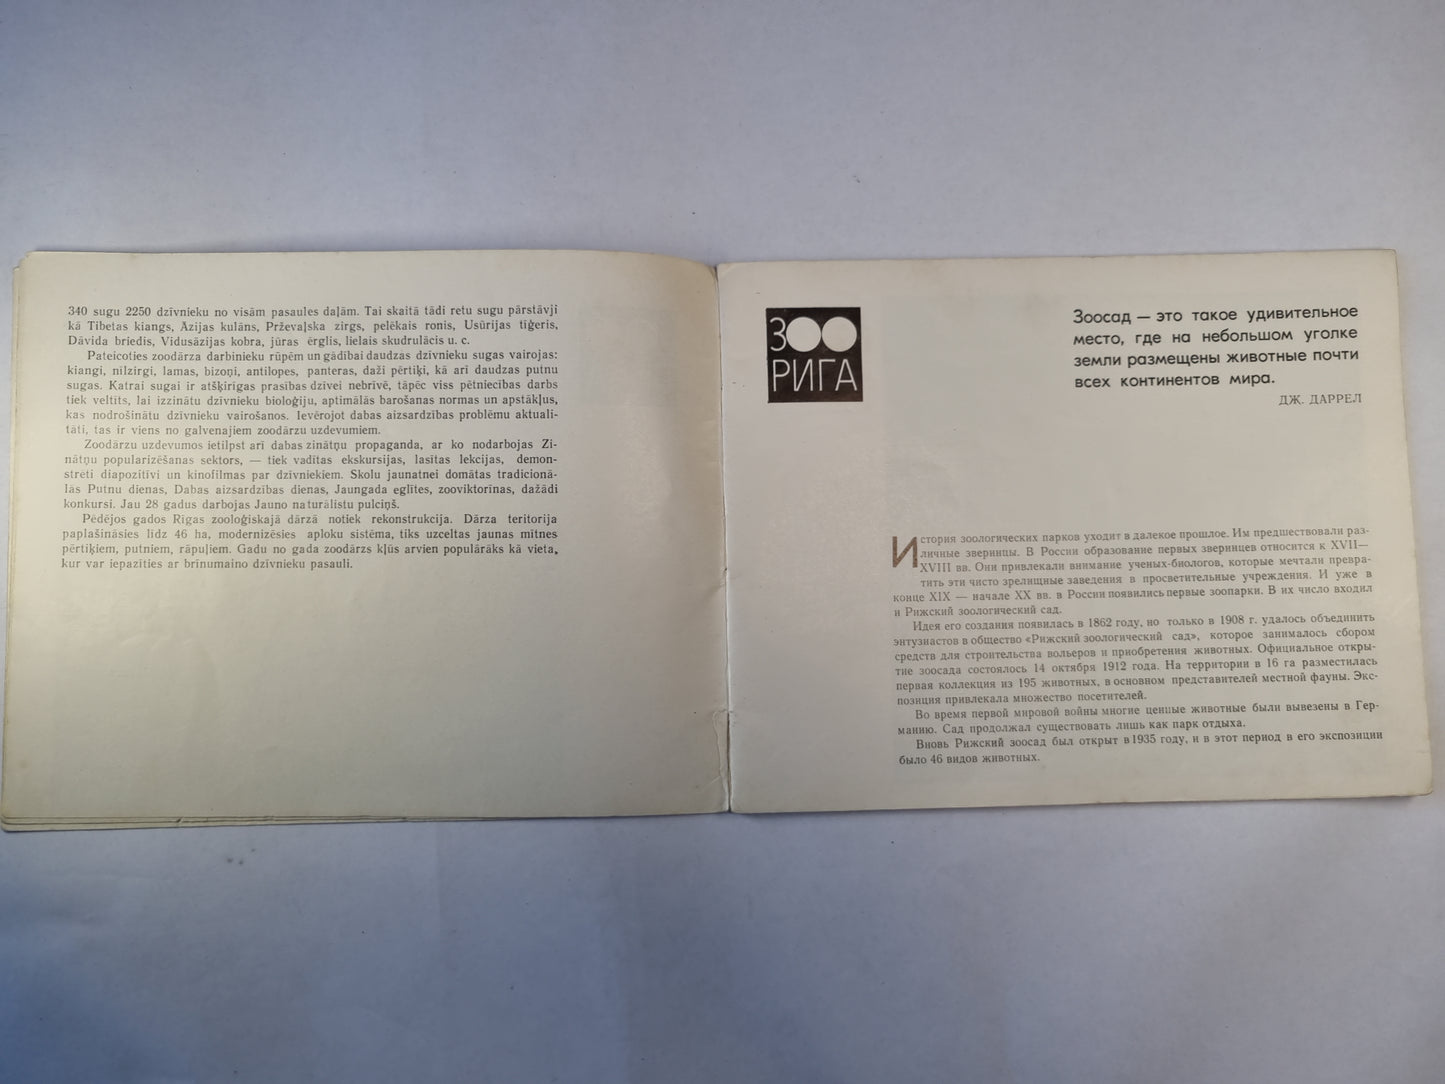 340 sugu 2250 dzīvnieku no visām pasaules daļām. Tai skaitā tādi retu sugu pārstāvji
kā Tibetas kiangs, Āzijas kulāns, Prževaļska zirgs, pelēkais ronis, Usūrijas tīģeris,
Dāvida briedis, Vidusāzijas kobra, jūras ērglis, lielais skudrulācis u. c.
Pateicoties zoodārza darbinieku rūpēm un gādībai daudzas dzīvnieku sugas vairojas:
kiangi, nilzirgi, lamas, bizoņi, antilopes, panteras, daži pērtiķi, kā arī daudzas putnu
sugas. Katrai sugai ir atšķirīgas prasības dzīvei nebrīvē, tāpēc viss pētniecības darbs
tiek veltīts, lai izzinātu dzīvnieku bioloģiju, aptimālās barošanas normas un apstākļus,
kas nodrošinātu dzīvnieku vairošanos. Ievērojot dabas aizsardzības problēmu aktuali-
tāti, tas ir viens no galvenajiem zoodārzu uzdevumiem.
Zoodārzu uzdevumos ietilpst arī dabas zinātņu propaganda, ar ko nodarbojas Zi-
nātņu popularizēšanas sektors, — tiek vadītas ekskursijas, lasītas lekcijas, demon-
strēti diapozitīvi un kinofilmas par dzīvniekiem. Skolu jaunatnei domātas tradicionā-
lās Putnu dienas, Dabas aizsardzības dienas, Jaungada eglītes, zooviktorīnas, dažādi
konkursi. Jau 28 gadus darbojas Jauno naturālistu pulciņš.
Pēdējos gados Rīgas zooloģiskajā dārzā notiek rekonstrukcija. Dārza teritorija
paplašināsies līdz 46 ha, modernizēsies aploku sistēma, tiks uzceltas jaunas mītnes
pērtiķiem, putniem, rāpuļiem. Gadu no gada zoodārzs kļūs arvien populārāks kā vieta,
kur var iepazīties ar brīnumaino dzīvnieku pasauli.
ЗОО
РИГА
Зоосад — это такое удивительное
место, где на небольшом уголке
земли размещены животные почти
всех континентов мира.
ДЖ. ДАРРЕЛ
История зоологических парков уходит в далекое прошлое. Им предшествовали раз-
личные зверинцы. В России образование первых зверинцев относится к XVII—
XVIII вв. Они привлекали внимание ученых-биологов, которые мечтали превра-
тить эти чисто зрелищные заведения в просветительные учреждения. И уже в
конце XIX — начале XX вв. в России появились первые зоопарки. В их число входил
и Рижский зоологический сад.
Идея его создания появилась в 1862 году, но только в 1908 г. удалось объединить
энтузиастов в общество «Рижский зоологический сад», которое занималось сбором
средств для строительства вольеров и приобретения животных. Официальное откры-
тие зоосада состоялось 14 октября 1912 года. На территории в 16 га разместилась
первая коллекция из 195 животных, в основном представителей местной фауны. Экс-
позиция привлекала множество посетителей.
Во время первой мировой войны многие ценные животные были вывезены в Гер-
манию. Сад продолжал существовать лишь как парк отдыха.
Вновь Рижский зоосад был открыт в 1935 году, и в этот период в его экспозиции
было 46 видов животных.